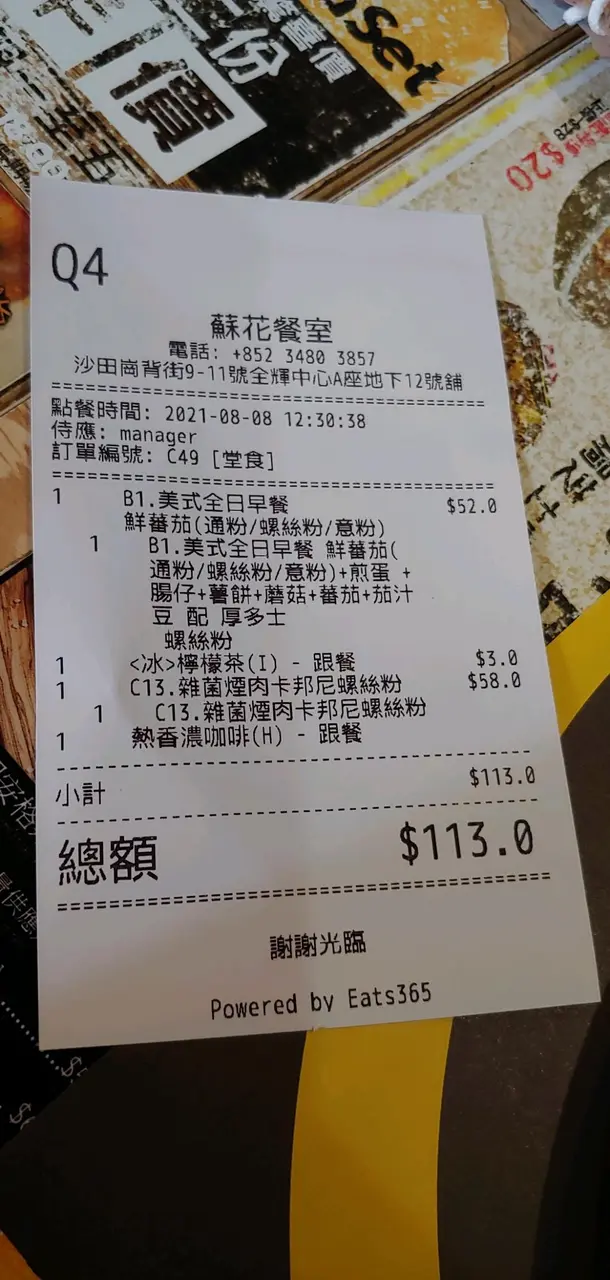 set
驚喜價
二份
價
$20
Q4
蘇花餐室
電話: +852 3480 3857
沙田崗背街9-11號全輝中心A座地下12號舖
點餐時間: 2021-08-08 12:30:38
侍應: manager
訂單編號: C49 [堂食]
1 B1.美式全日早餐 $52.0
鮮蕃茄(通粉/螺絲粉/意粉)
1 B1.美式全日早餐 鮮蕃茄(
通粉/螺絲粉/意粉)+煎蛋 +
腸仔+薯餅+蘑菇+蕃茄+茄汁
豆 配 厚多士
螺絲粉
1 <冰>檸檬茶(I) - 跟餐 $3.0
1 C13.雜菌煙肉卡邦尼螺絲粉 $58.0
1 C13.雜菌煙肉卡邦尼螺絲粉
1 熱香濃咖啡(H) - 跟餐
小計 $113.0
總額 $113.0
謝謝光臨
Powered by Eats365